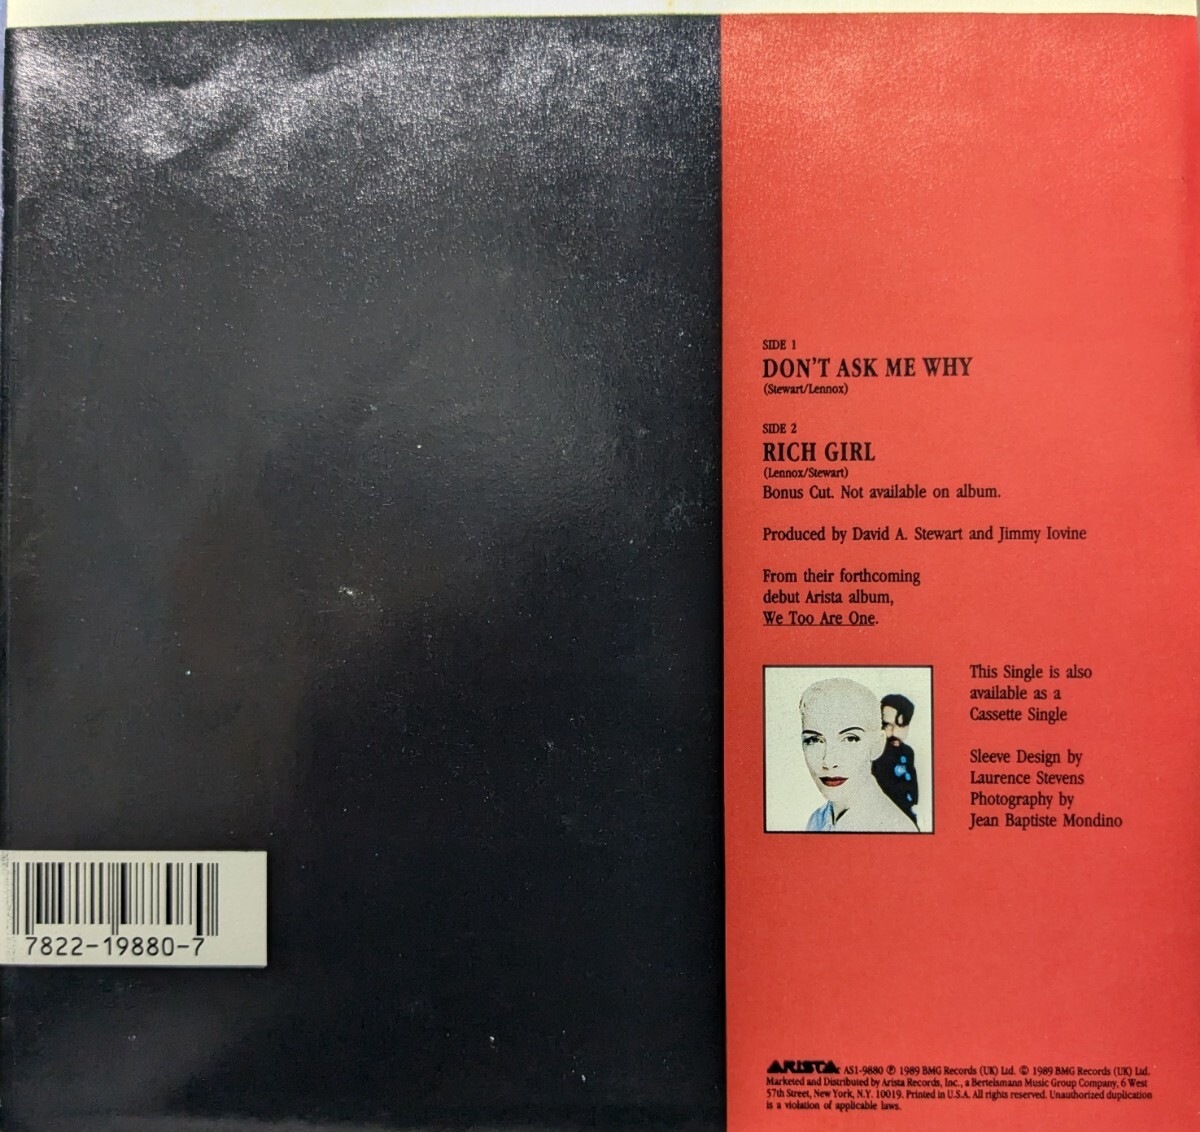 SIDE 1
DON'T ASK ME WHY
(Stewart/Lennox)
SIDE 2
RICH GIRL
(Lennox/Stewart)
Bonus Cut. Not available on album.
Produced by David A. Stewart and Jimmy Iovine
From their forthcoming
debut Arista album,
We Too Are One.
This Single is also
available as a
Cassette Single
Sleeve Design by
Laurence Stevens
Photography by
Jean Baptiste Mondino
7822-19880-7
ARISTA AS1-9880 ℗ 1989 BMG Records (UK) Ltd. © 1989 BMG Records (UK) Ltd.
Marketed and Distributed by Arista Records, Inc., a Bertelsmann Music Group Company, 6 West
57th Street, New York, N.Y. 10019. Printed in U.S.A. All rights reserved. Unauthorized duplication
is a violation of applicable laws.